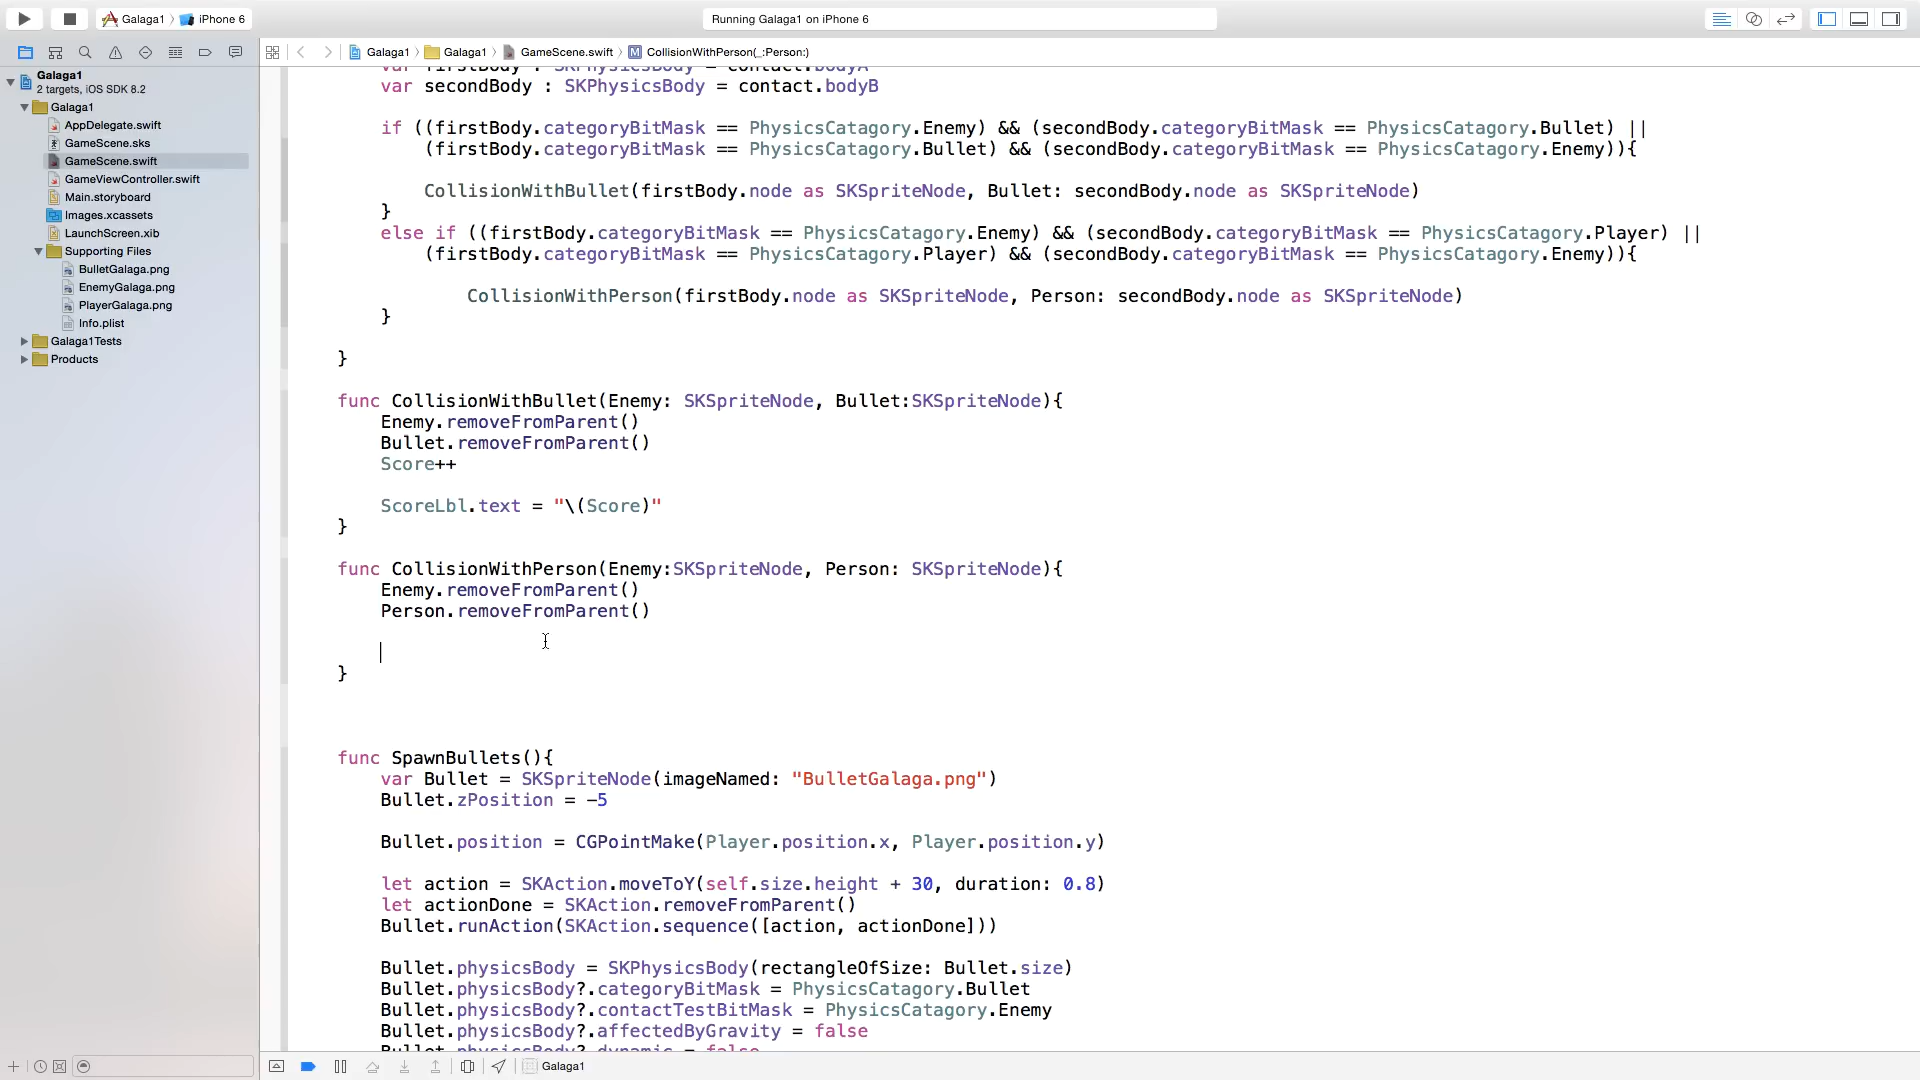 Galaga1 〉 iPhone 6
Running Galaga1 on iPhone 6
Galaga1 〉 Galaga1 〉 GameScene.swift 〉 M CollisionWithPerson(_:Person:)
Galaga1
2 targets, iOS SDK 8.2
Galaga1
AppDelegate.swift
GameScene.sks
GameScene.swift
GameViewController.swift
Main.storyboard
Images.xcassets
LaunchScreen.xib
Supporting Files
BulletGalaga.png
EnemyGalaga.png
PlayerGalaga.png
Info.plist
Galaga1Tests
Products
var firstBody : SKPhysicsBody = contact.bodyA
var secondBody : SKPhysicsBody = contact.bodyB
if ((firstBody.categoryBitMask == PhysicsCatagory.Enemy) && (secondBody.categoryBitMask == PhysicsCatagory.Bullet) ||
(firstBody.categoryBitMask == PhysicsCatagory.Bullet) && (secondBody.categoryBitMask == PhysicsCatagory.Enemy)){
CollisionWithBullet(firstBody.node as SKSpriteNode, Bullet: secondBody.node as SKSpriteNode)
}
else if ((firstBody.categoryBitMask == PhysicsCatagory.Enemy) && (secondBody.categoryBitMask == PhysicsCatagory.Player) ||
(firstBody.categoryBitMask == PhysicsCatagory.Player) && (secondBody.categoryBitMask == PhysicsCatagory.Enemy)){
CollisionWithPerson(firstBody.node as SKSpriteNode, Person: secondBody.node as SKSpriteNode)
}
}
func CollisionWithBullet(Enemy: SKSpriteNode, Bullet:SKSpriteNode){
Enemy.removeFromParent()
Bullet.removeFromParent()
Score++
ScoreLbl.text = "\(Score)"
}
func CollisionWithPerson(Enemy:SKSpriteNode, Person: SKSpriteNode){
Enemy.removeFromParent()
Person.removeFromParent()
}
func SpawnBullets(){
var Bullet = SKSpriteNode(imageNamed: "BulletGalaga.png")
Bullet.zPosition = -5
Bullet.position = CGPointMake(Player.position.x, Player.position.y)
let action = SKAction.moveToY(self.size.height + 30, duration: 0.8)
let actionDone = SKAction.removeFromParent()
Bullet.runAction(SKAction.sequence([action, actionDone]))
Bullet.physicsBody = SKPhysicsBody(rectangleOfSize: Bullet.size)
Bullet.physicsBody?.categoryBitMask = PhysicsCatagory.Bullet
Bullet.physicsBody?.contactTestBitMask = PhysicsCatagory.Enemy
Bullet.physicsBody?.affectedByGravity = false
Bullet.physicsBody?.dynamic = false
Galaga1